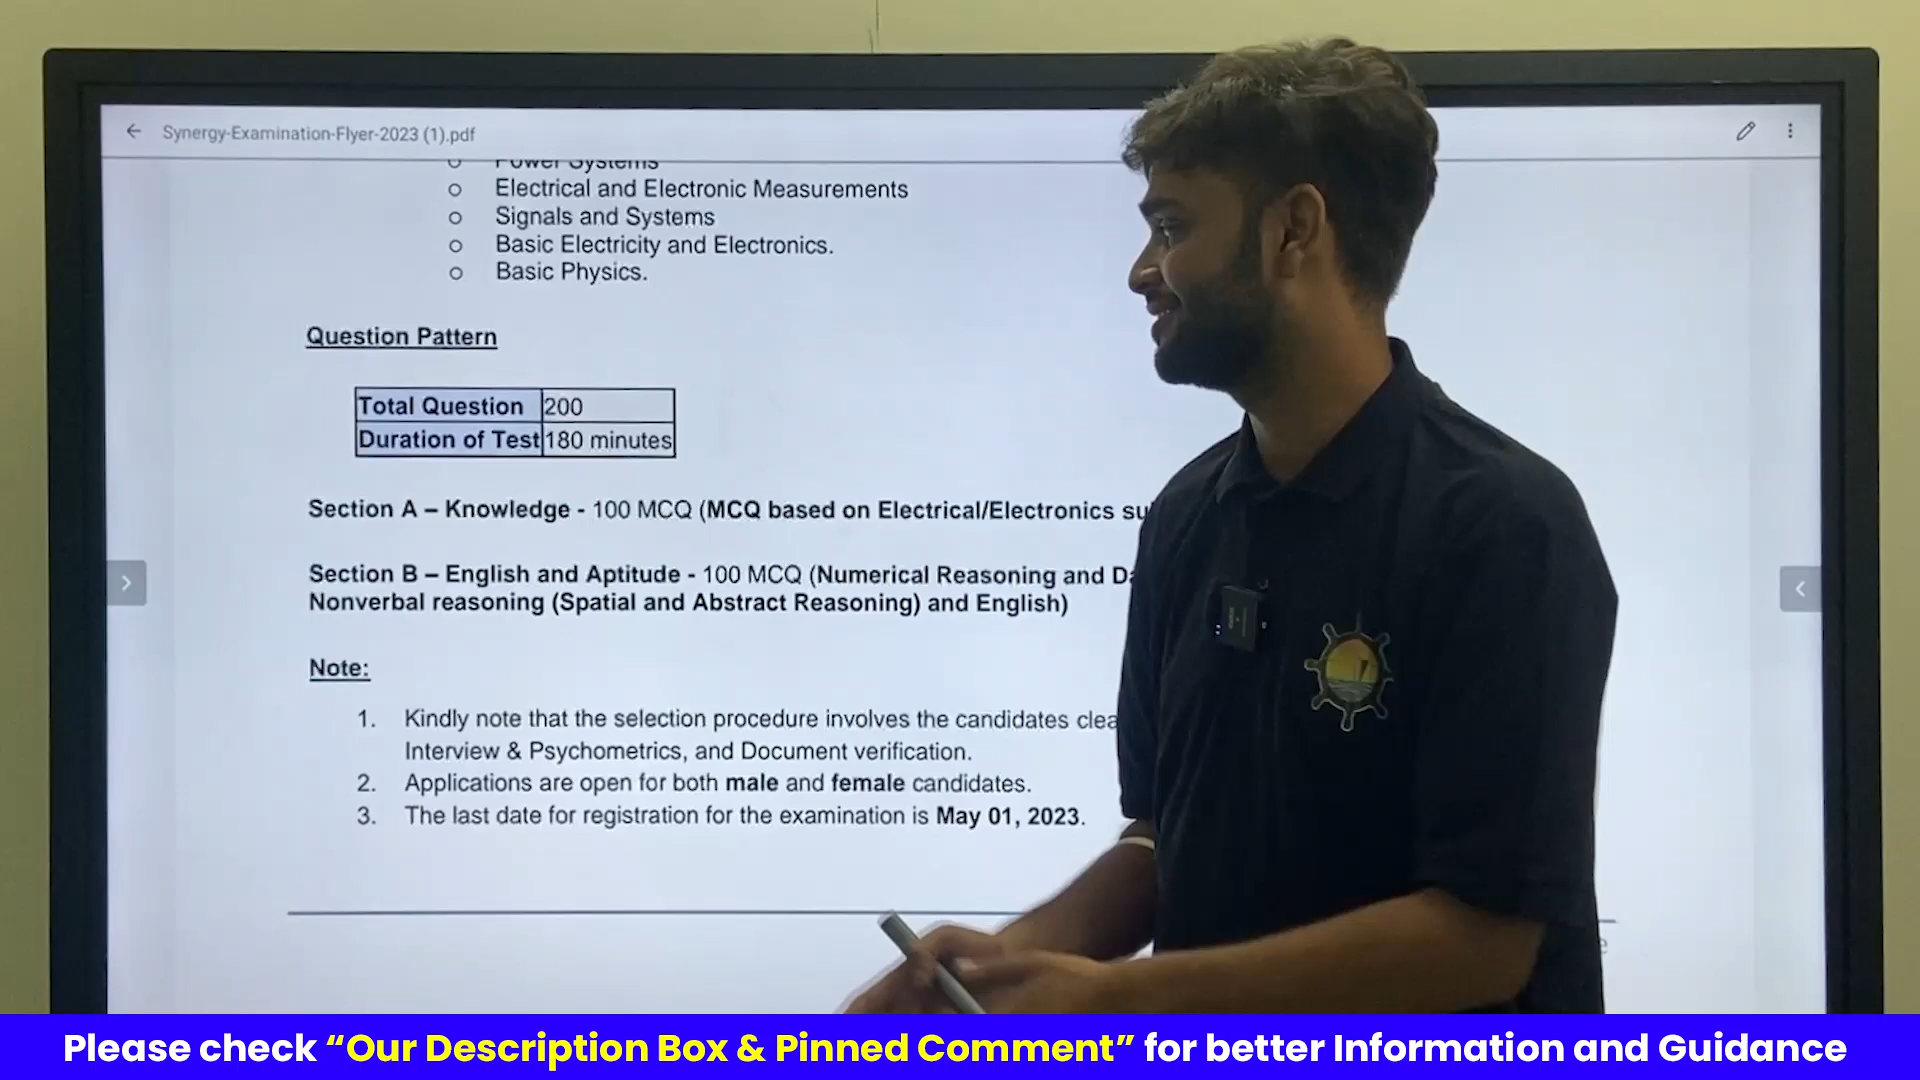 Synergy-Examination-Flyer-2023 (1).pdf
Power Systems
Electrical and Electronic Measurements
Signals and Systems
Basic Electricity and Electronics.
Basic Physics.
Question Pattern
Total Question 200
Duration of Test 180 minutes
Section A – Knowledge - 100 MCQ (MCQ based on Electrical/Electronics
Section B – English and Aptitude - 100 MCQ (Numerical Reasoning and
Nonverbal reasoning (Spatial and Abstract Reasoning) and English)
Note:
1. Kindly note that the selection procedure involves the candidates
Interview & Psychometrics, and Document verification.
2. Applications are open for both male and female candidates.
3. The last date for registration for the examination is May 01, 2023.
Please check “Our Description Box & Pinned Comment” for better Information and Guidance